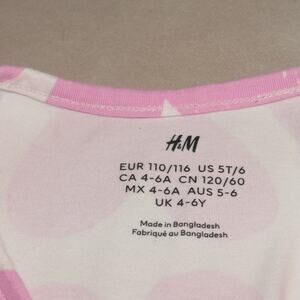 H&M
EUR 110/116 US 5T/6
CA 4-6A CN 120/60
MX 4-6A AUS 5-6
UK 4-6Y
Made in Bangladesh
Fabriqué au Bangladesh